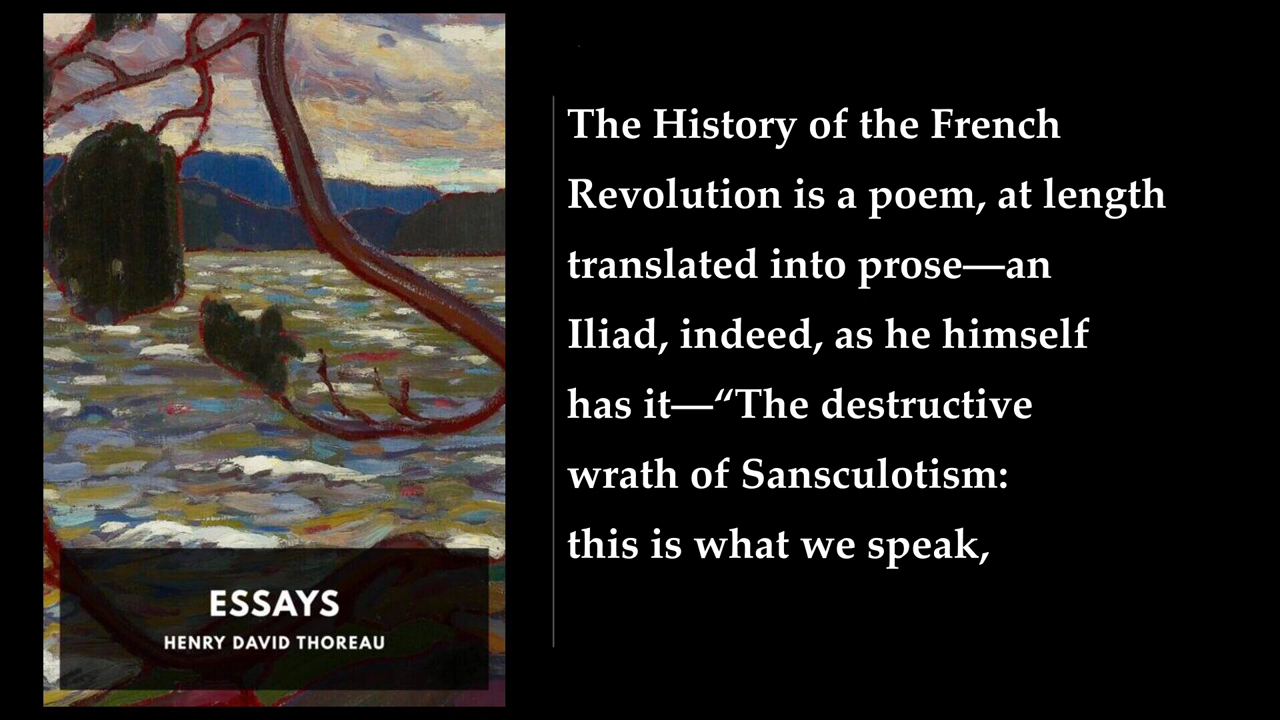 The History of the French
Revolution is a poem, at length
translated into prose—an
Iliad, indeed, as he himself
has it—“The destructive
wrath of Sansculotism:
this is what we speak,
ESSAYS
HENRY DAVID THOREAU